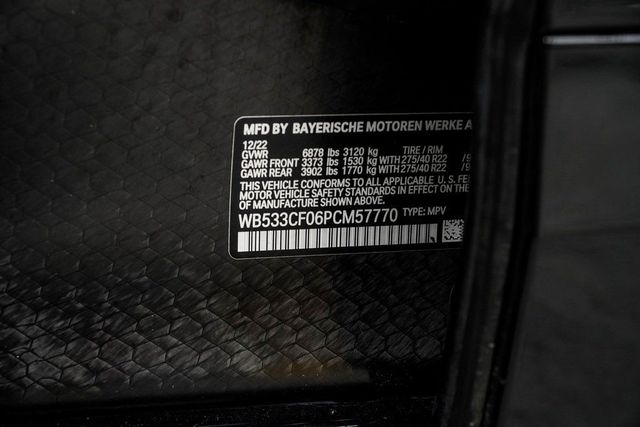 MFD BY BAYERISCHE MOTOREN WERKE A
12/22
GVWR 6878 lbs 3120 kg TIRE / RIM
GAWR FRONT 3373 lbs 1530 kg WITH 275/40 R22 /9
GAWR REAR 3902 lbs 1770 kg WITH 275/40 R22 /9
THIS VEHICLE CONFORMS TO ALL APPLICABLE U.S. FE
MOTOR VEHICLE SAFETY STANDARDS IN EFFECT ON THE
OF MANUFACTURE SHOWN ABOVE.
WB533CF06PCM57770 TYPE: MPV